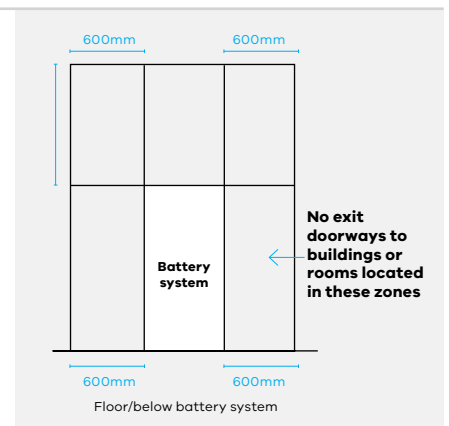 600mm
600mm
No exit
doorways to
buildings or
rooms located
in these zones
Battery
system
600mm
600mm
Floor/below battery system